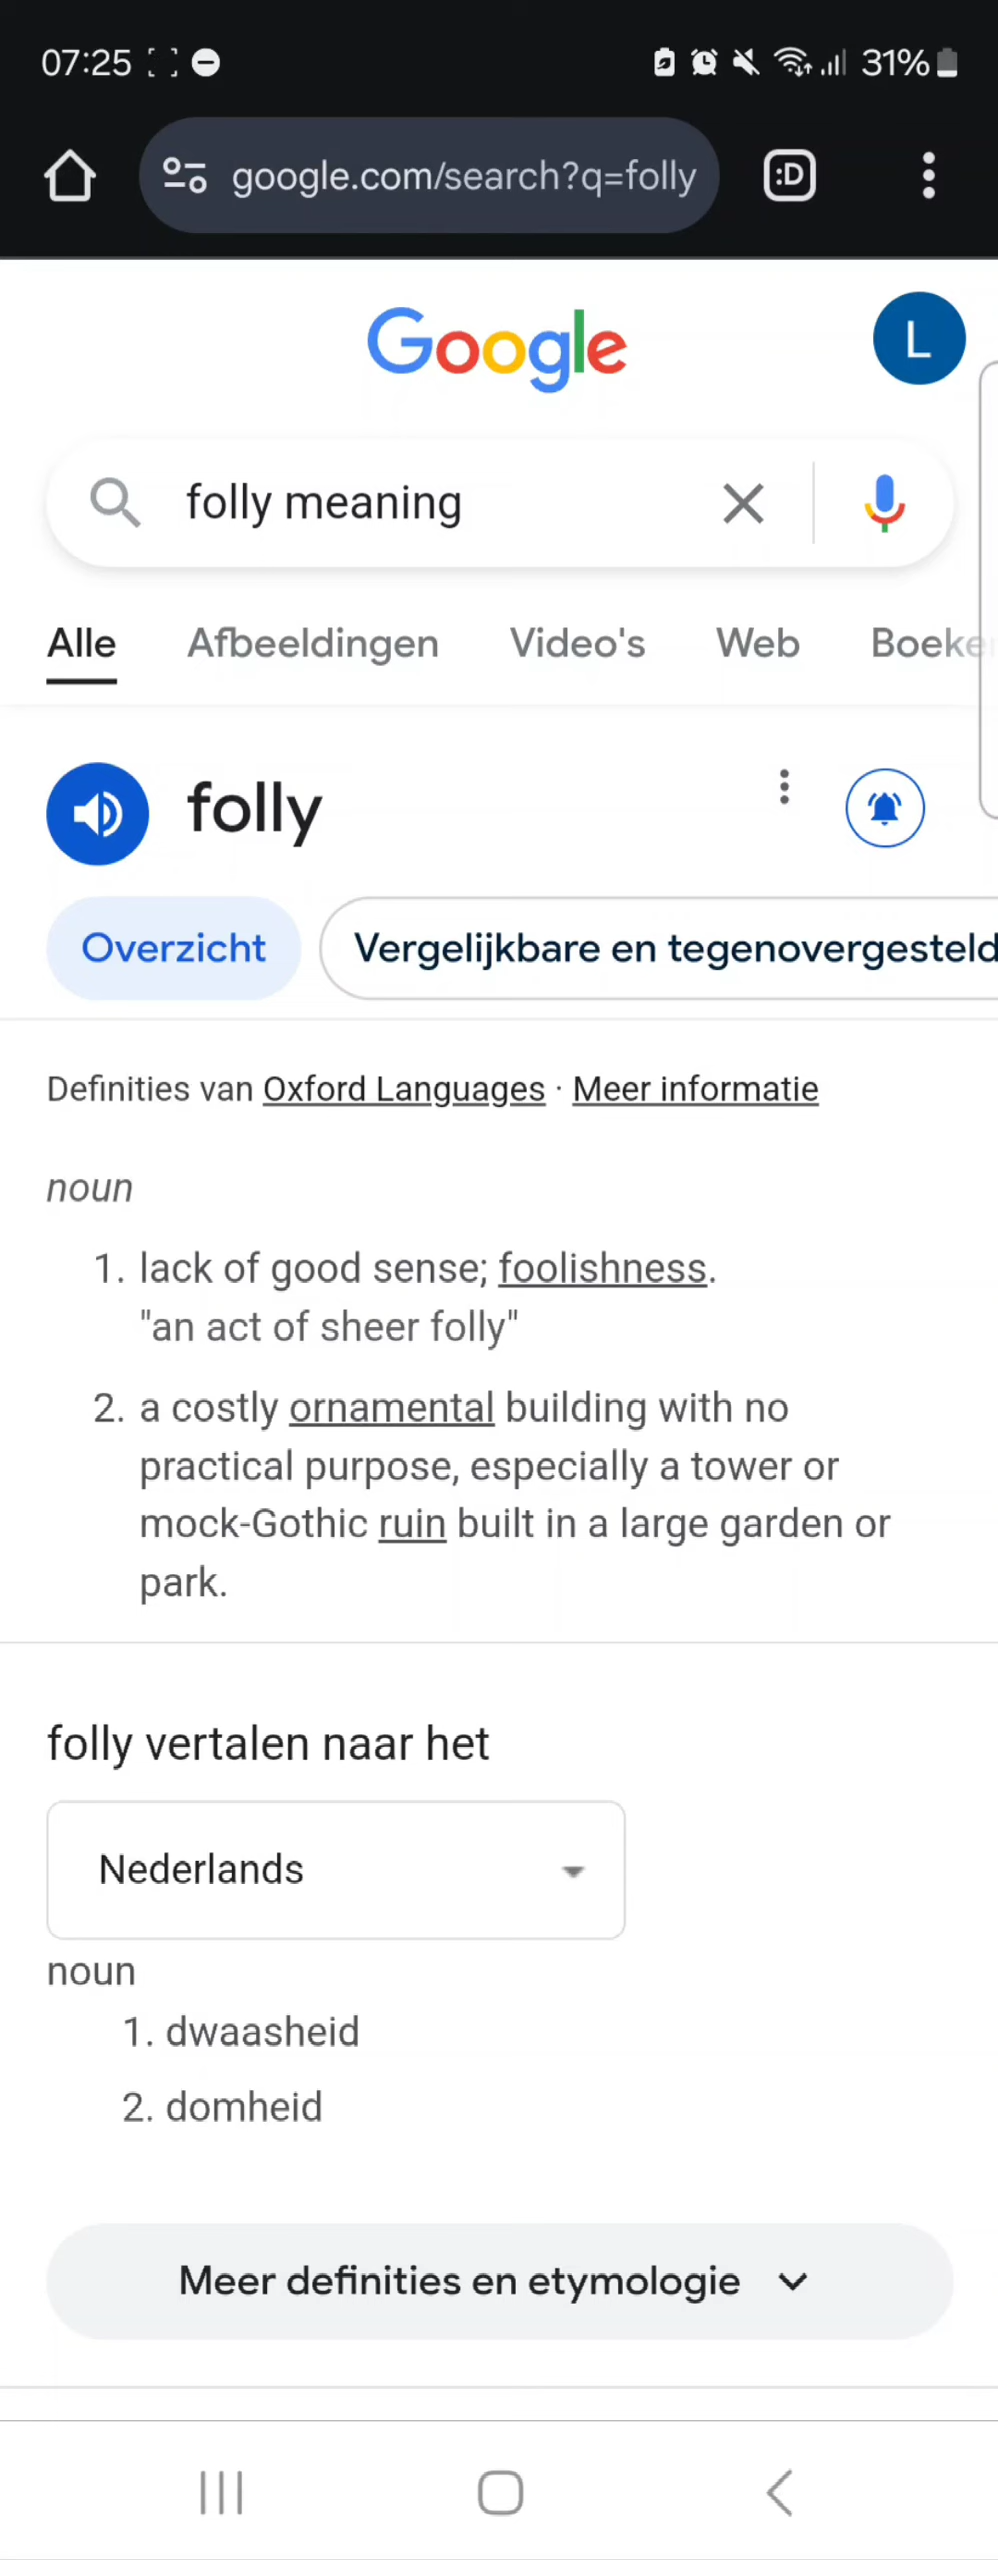 07:25
31%
google.com/search?q=folly
:D
Google
L
folly meaning
Alle Afbeeldingen Video's Web Boeke
folly
Overzicht
Vergelijkbare en tegenovergesteld
Definities van Oxford Languages · Meer informatie
noun
1. lack of good sense; foolishness.
"an act of sheer folly"
2. a costly ornamental building with no
practical purpose, especially a tower or
mock-Gothic ruin built in a large garden or
park.
folly vertalen naar het
Nederlands
noun
1. dwaasheid
2. domheid
Meer definities en etymologie